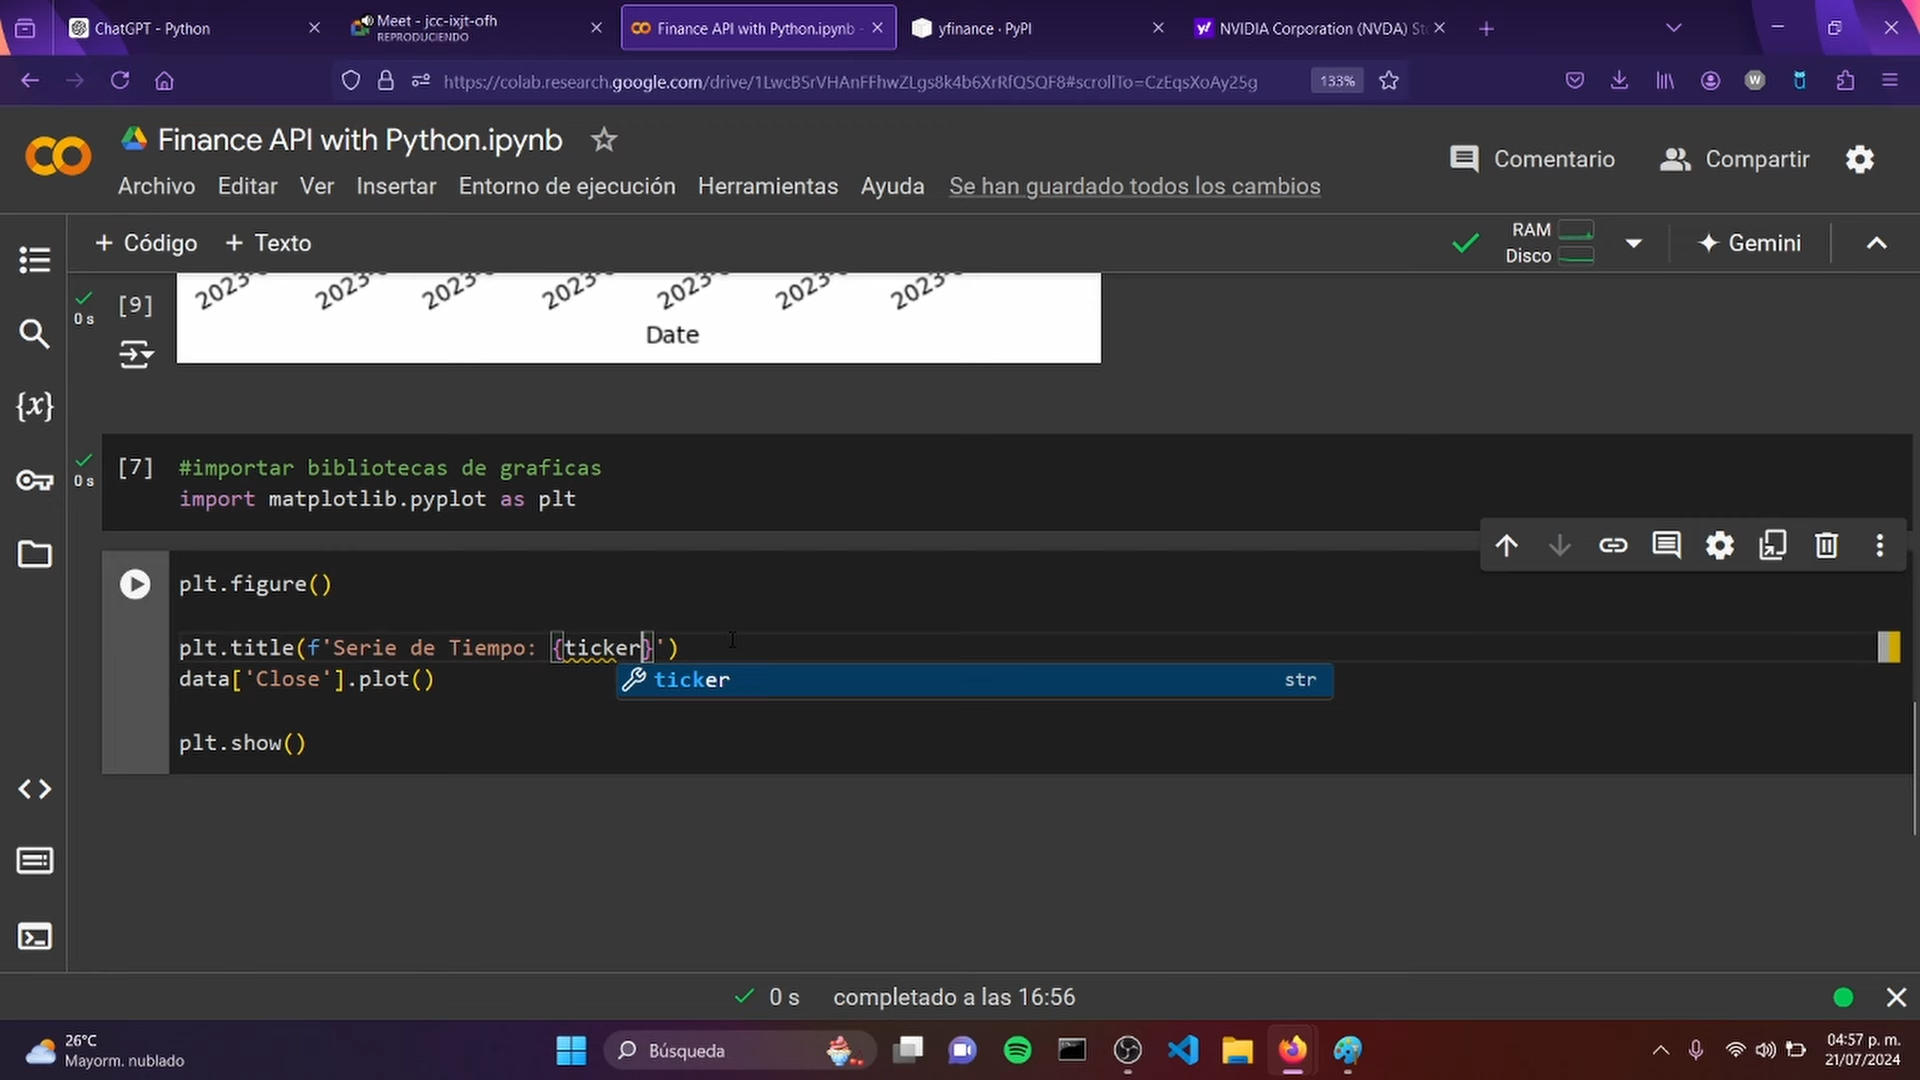 ChatGPT - Python
Meet - jcc-ixjt-ofh
REPRODUCIENDO
Finance API with Python.ipynb -
yfinance · PyPI
NVIDIA Corporation (NVDA) Sto
https://colab.research.google.com/drive/1LwcBSrVHAnFFhwZLgs8k4b6XrRfQSQF8#scrollTo=CzEqsXoAy25g
133%
Finance API with Python.ipynb
Comentario
Compartir
Archivo Editar Ver Insertar Entorno de ejecución Herramientas Ayuda Se han guardado todos los cambios
+ Código + Texto
RAM
Disco
Gemini
[9]
0 s
Date
[7]
0 s
#importar bibliotecas de graficas
import matplotlib.pyplot as plt
plt.figure()
plt.title(f'Serie de Tiempo: {ticker}')
data['Close'].plot()
ticker str
plt.show()
0 s completado a las 16:56
26°C
Mayorm. nublado
Búsqueda
04:57 p. m.
21/07/2024